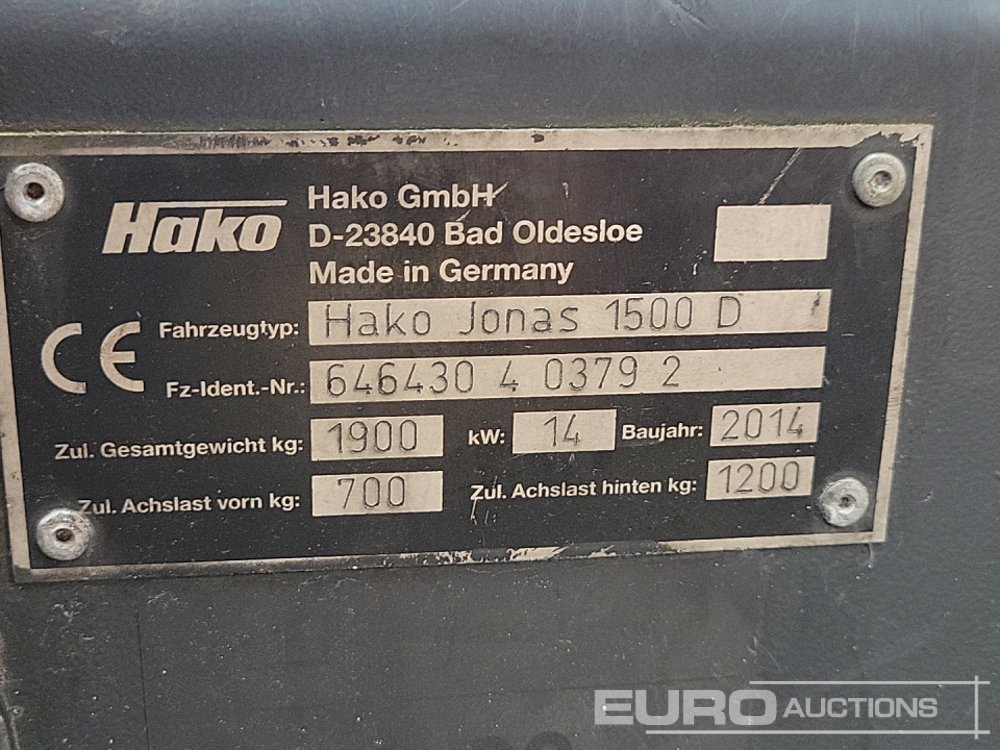 Hako
Hako GmbH
D-23840 Bad Oldesloe
Made in Germany
CE
Fahrzeugtyp: Hako Jonas 1500 D
Fz-Ident.-Nr.: 646430 4 0379 2
Zul. Gesamtgewicht kg: 1900 kW: 14 Baujahr: 2014
Zul. Achslast vorn kg: 700 Zul. Achslast hinten kg: 1200
EURO AUCTIONS